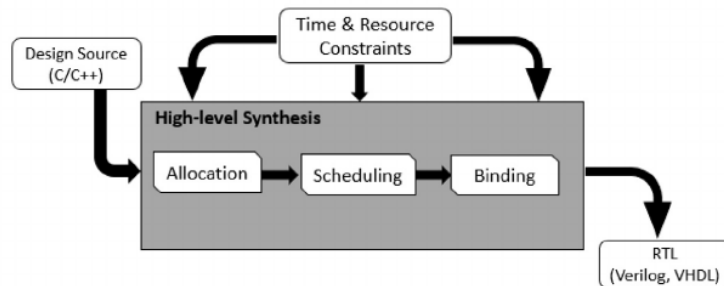 Time & Resource
Constraints
Design Source
(C/C++)
High-level Synthesis
Allocation
Scheduling
Binding
RTL
(Verilog, VHDL)